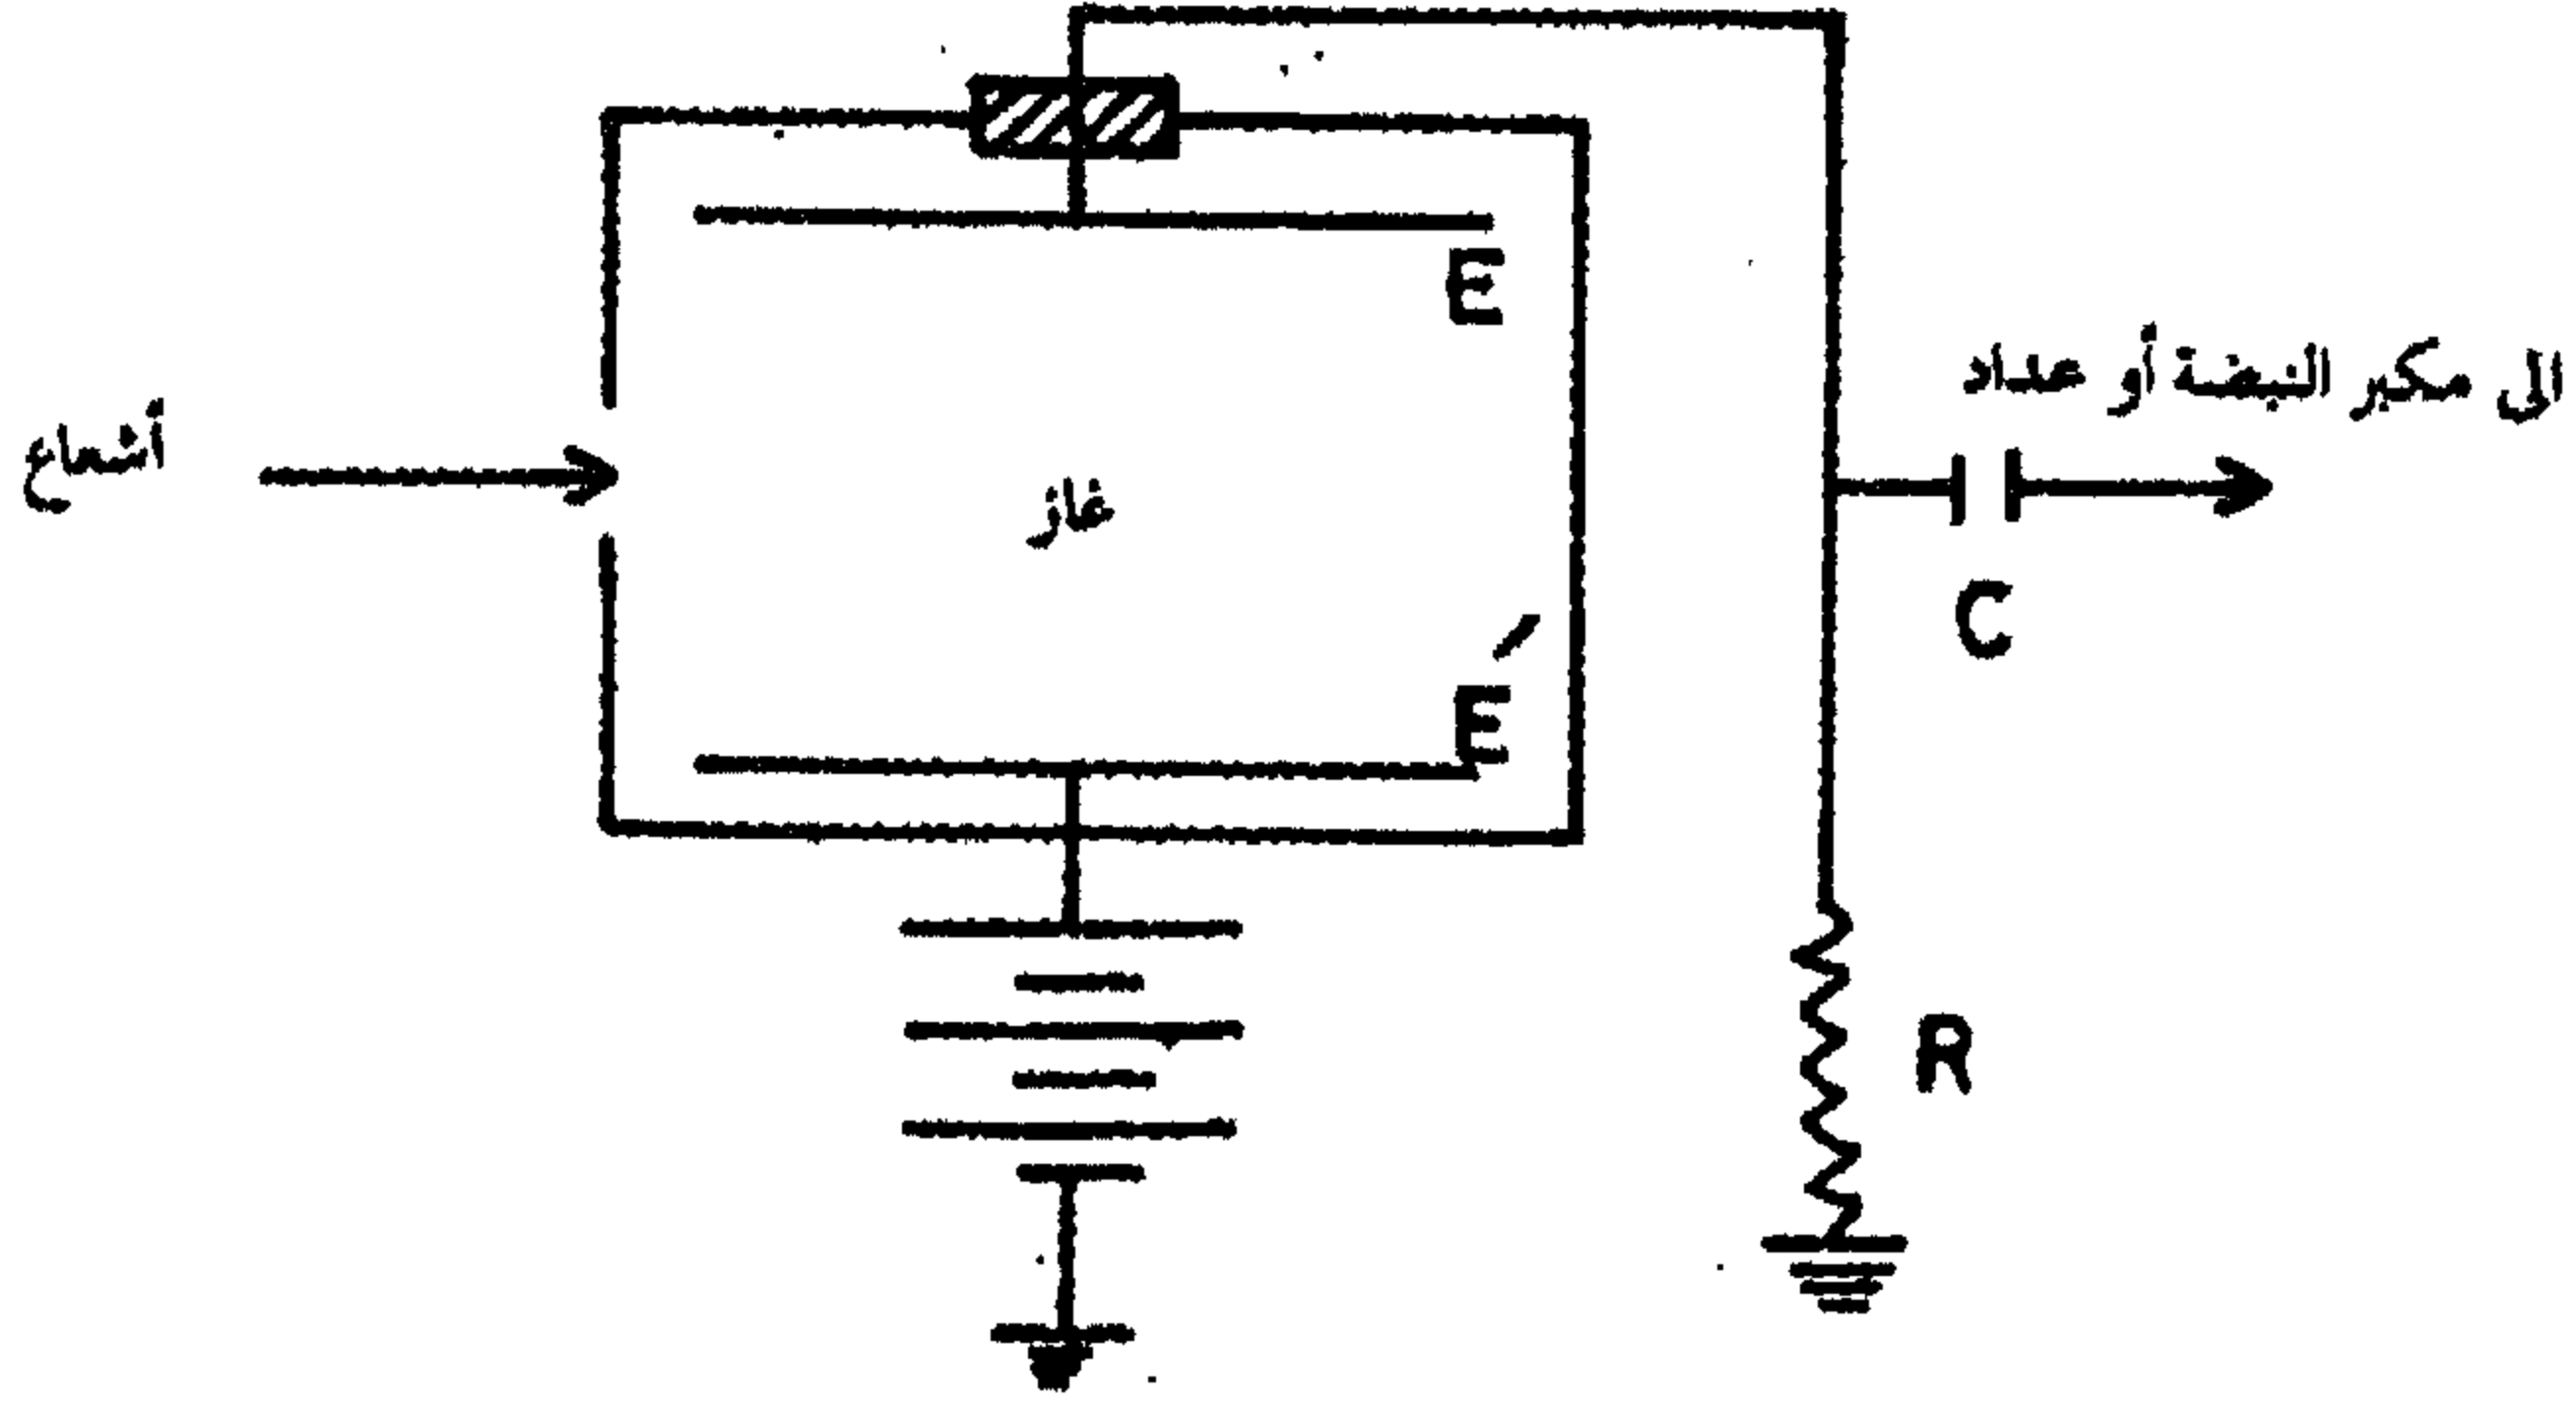 E
الى مكبر النبضة أو عداد
أشعاع
غاز
C
E′
R